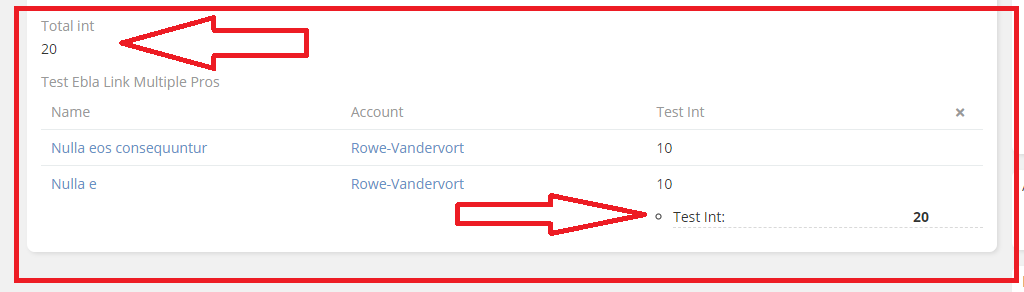 Total int
20
Test Ebla Link Multiple Pros
Name Account Test Int ×
Nulla eos consequuntur Rowe-Vandervort 10
Nulla e Rowe-Vandervort 10
Test Int: 20